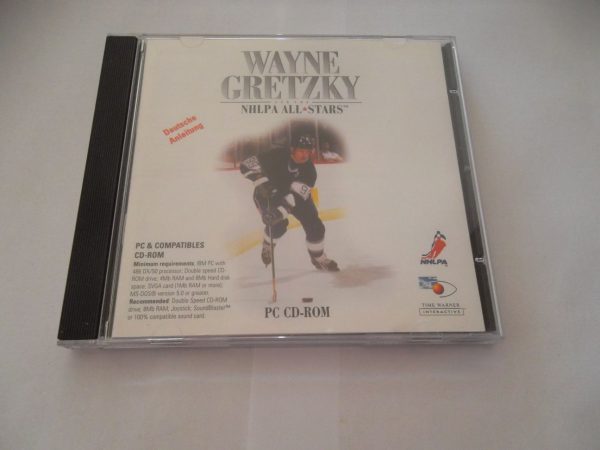 WAYNE
GRETZKY
AND THE
NHLPA ALL•STARS™
Deutsche
Anleitung
PC & COMPATIBLES
CD-ROM
Minimum requirements: IBM PC with
486 DX/50 processor; Double speed CD-
ROM drive; 4Mb RAM and 8Mb Hard disk
space; SVGA card (1Mb RAM or more);
MS-DOS® version 5.0 or greater.
Recommended: Double Speed CD-ROM
drive; 8Mb RAM; Joystick; SoundBlaster™
or 100% compatible sound card.
PC CD-ROM
NHLPA
TIME WARNER
INTERACTIVE